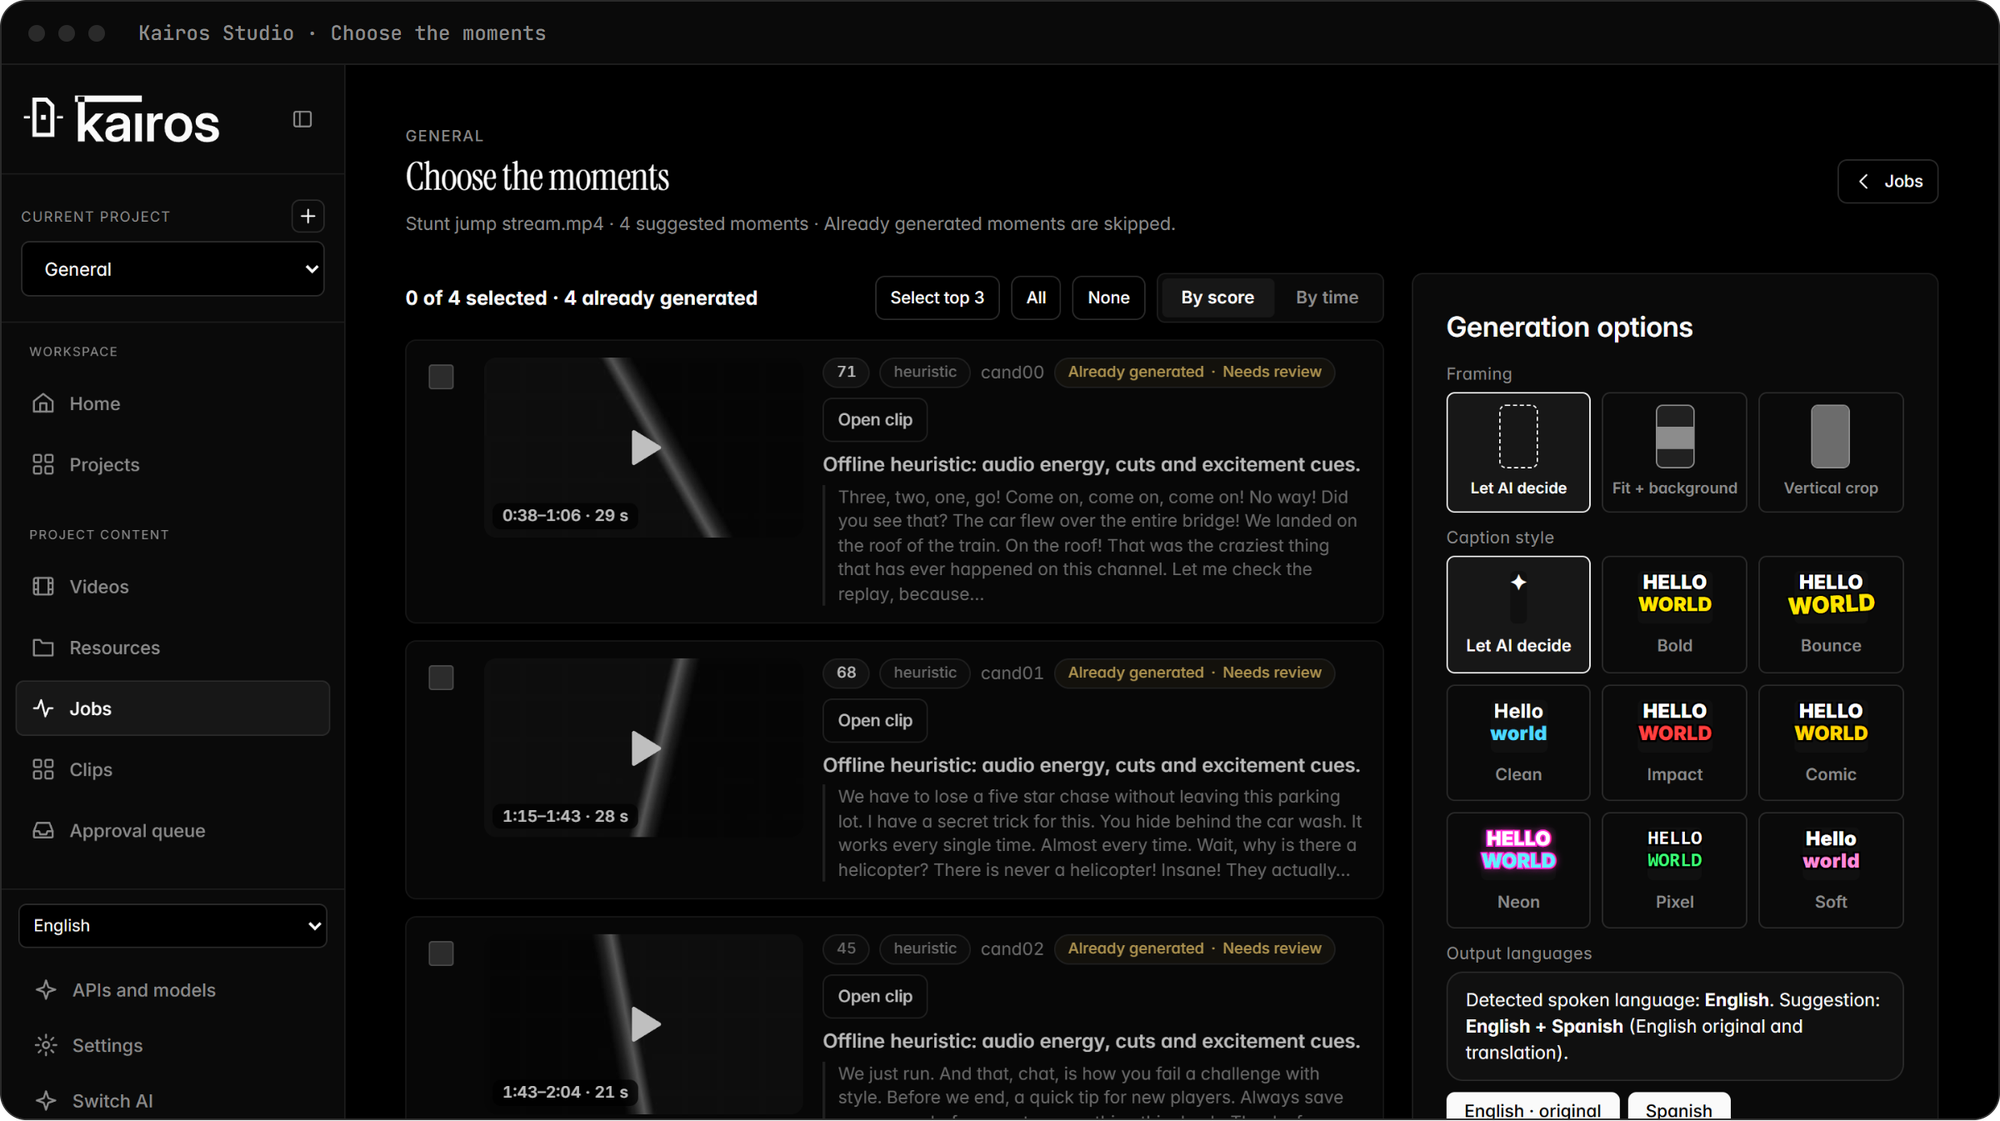 Kairos Studio · Choose the moments
kairos
CURRENT PROJECT
General
WORKSPACE
Home
Projects
PROJECT CONTENT
Videos
Resources
Jobs
Clips
Approval queue
English
APIs and models
Settings
Switch AI
GENERAL
Choose the moments
Stunt jump stream.mp4 · 4 suggested moments · Already generated moments are skipped.
Jobs
0 of 4 selected · 4 already generated
Select top 3
All
None
By score
By time
71 heuristic cand00 Already generated · Needs review
Open clip
Offline heuristic: audio energy, cuts and excitement cues.
Three, two, one, go! Come on, come on, come on! No way! Did
you see that? The car flew over the entire bridge! We landed on
the roof of the train. On the roof! That was the craziest thing
that has ever happened on this channel. Let me check the
replay, because...
0:38–1:06 · 29 s
68 heuristic cand01 Already generated · Needs review
Open clip
Offline heuristic: audio energy, cuts and excitement cues.
We have to lose a five star chase without leaving this parking
lot. I have a secret trick for this. You hide behind the car wash. It
works every single time. Almost every time. Wait, why is there a
helicopter? There is never a helicopter! Insane! They actually...
1:15–1:43 · 28 s
45 heuristic cand02 Already generated · Needs review
Open clip
Offline heuristic: audio energy, cuts and excitement cues.
We just run. And that, chat, is how you fail a challenge with
style. Before we end, a quick tip for new players. Always save
1:43–2:04 · 21 s
Generation options
Framing
Let AI decide
Fit + background
Vertical crop
Caption style
Let AI decide
HELLO
WORLD
Bold
HELLO
WORLD
Bounce
Hello
world
Clean
HELLO
WORLD
Impact
HELLO
WORLD
Comic
HELLO
WORLD
Neon
HELLO
WORLD
Pixel
Hello
world
Soft
Output languages
Detected spoken language: English. Suggestion:
English + Spanish (English original and
translation).
English · original
Spanish